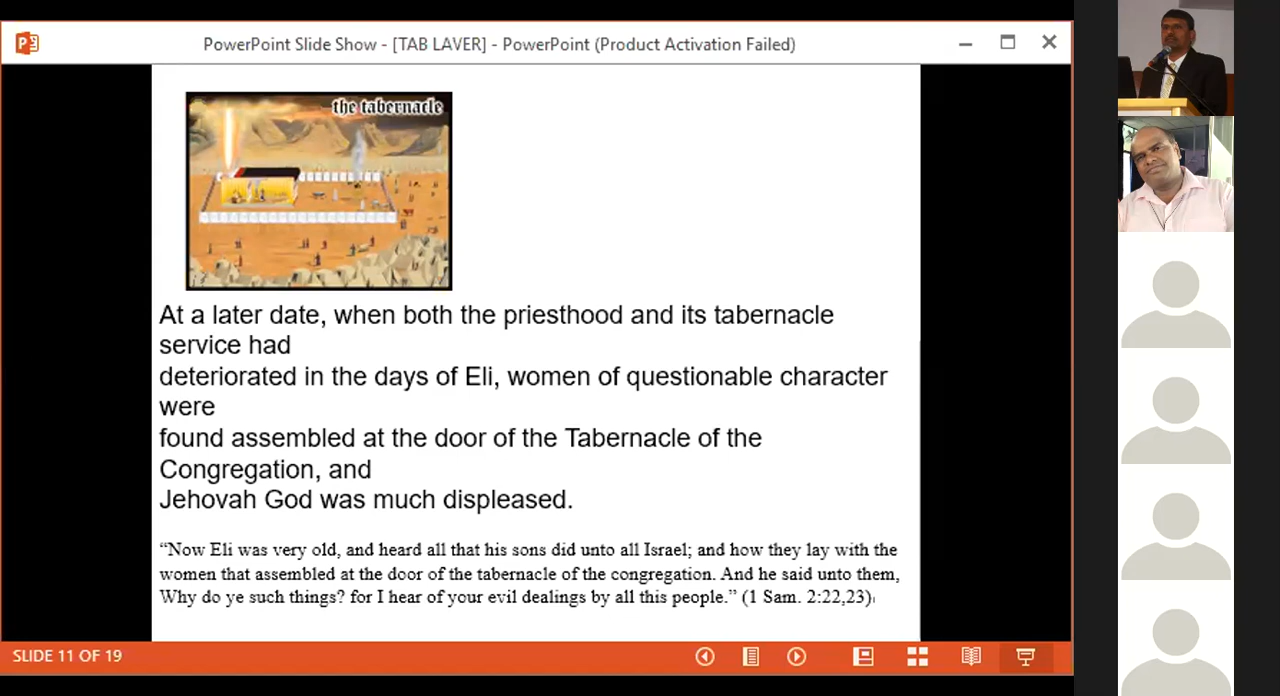 PowerPoint Slide Show - [TAB LAVER] - PowerPoint (Product Activation Failed)
the tabernacle
At a later date, when both the priesthood and its tabernacle
service had
deteriorated in the days of Eli, women of questionable character
were
found assembled at the door of the Tabernacle of the
Congregation, and
Jehovah God was much displeased.
“Now Eli was very old, and heard all that his sons did unto all Israel; and how they lay with the
women that assembled at the door of the tabernacle of the congregation. And he said unto them,
Why do ye such things? for I hear of your evil dealings by all this people.” (1 Sam. 2:22,23)
SLIDE 11 OF 19